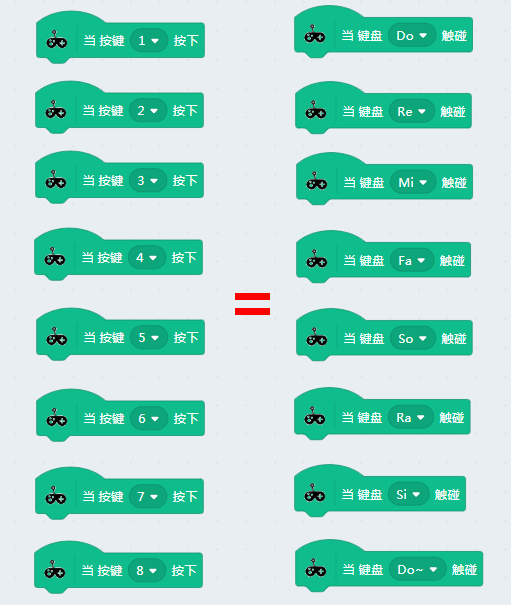 当 按键 1 按下
当 键盘 Do 触碰
当 按键 2 按下
当 键盘 Re 触碰
当 按键 3 按下
当 键盘 Mi 触碰
当 按键 4 按下
当 键盘 Fa 触碰
=
当 按键 5 按下
当 键盘 So 触碰
当 按键 6 按下
当 键盘 Ra 触碰
当 按键 7 按下
当 键盘 Si 触碰
当 按键 8 按下
当 键盘 Do~ 触碰